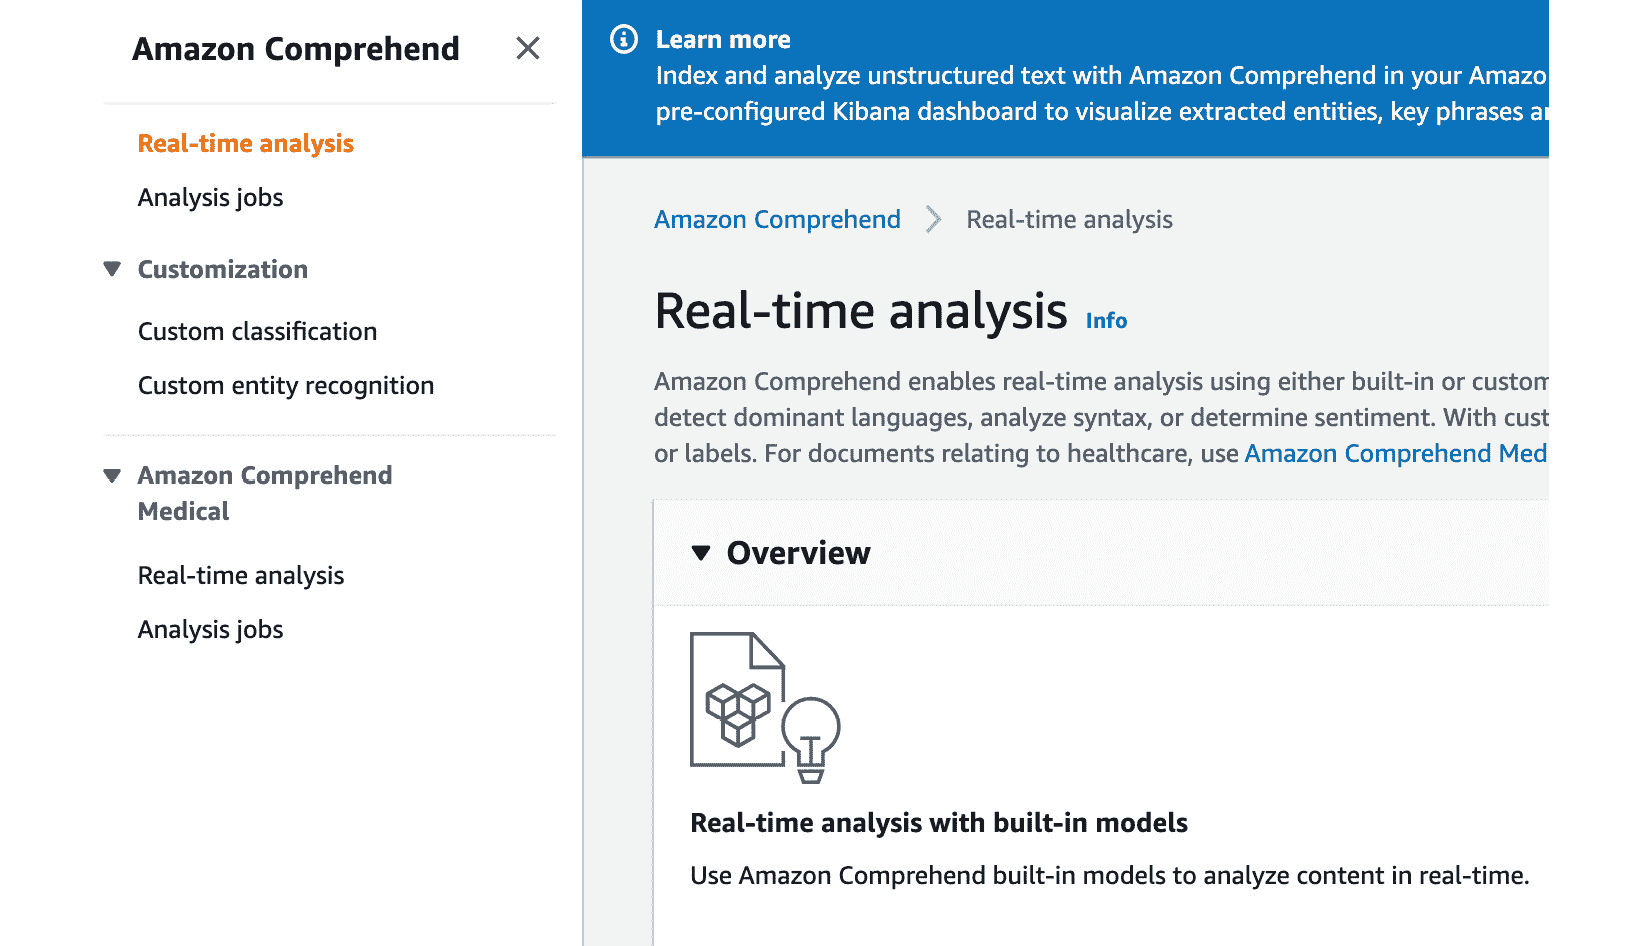 Amazon Comprehend
Real-time analysis
Analysis jobs
Customization
Custom classification
Custom entity recognition
Amazon Comprehend
Medical
Real-time analysis
Analysis jobs
Learn more
Index and analyze unstructured text with Amazon Comprehend in your Amazo
pre-configured Kibana dashboard to visualize extracted entities, key phrases an
Amazon Comprehend
Real-time analysis
Real-time analysis Info
Amazon Comprehend enables real-time analysis using either built-in or custom
detect dominant languages, analyze syntax, or determine sentiment. With cust
or labels. For documents relating to healthcare, use Amazon Comprehend Med
Overview
Real-time analysis with built-in models
Use Amazon Comprehend built-in models to analyze content in real-time.